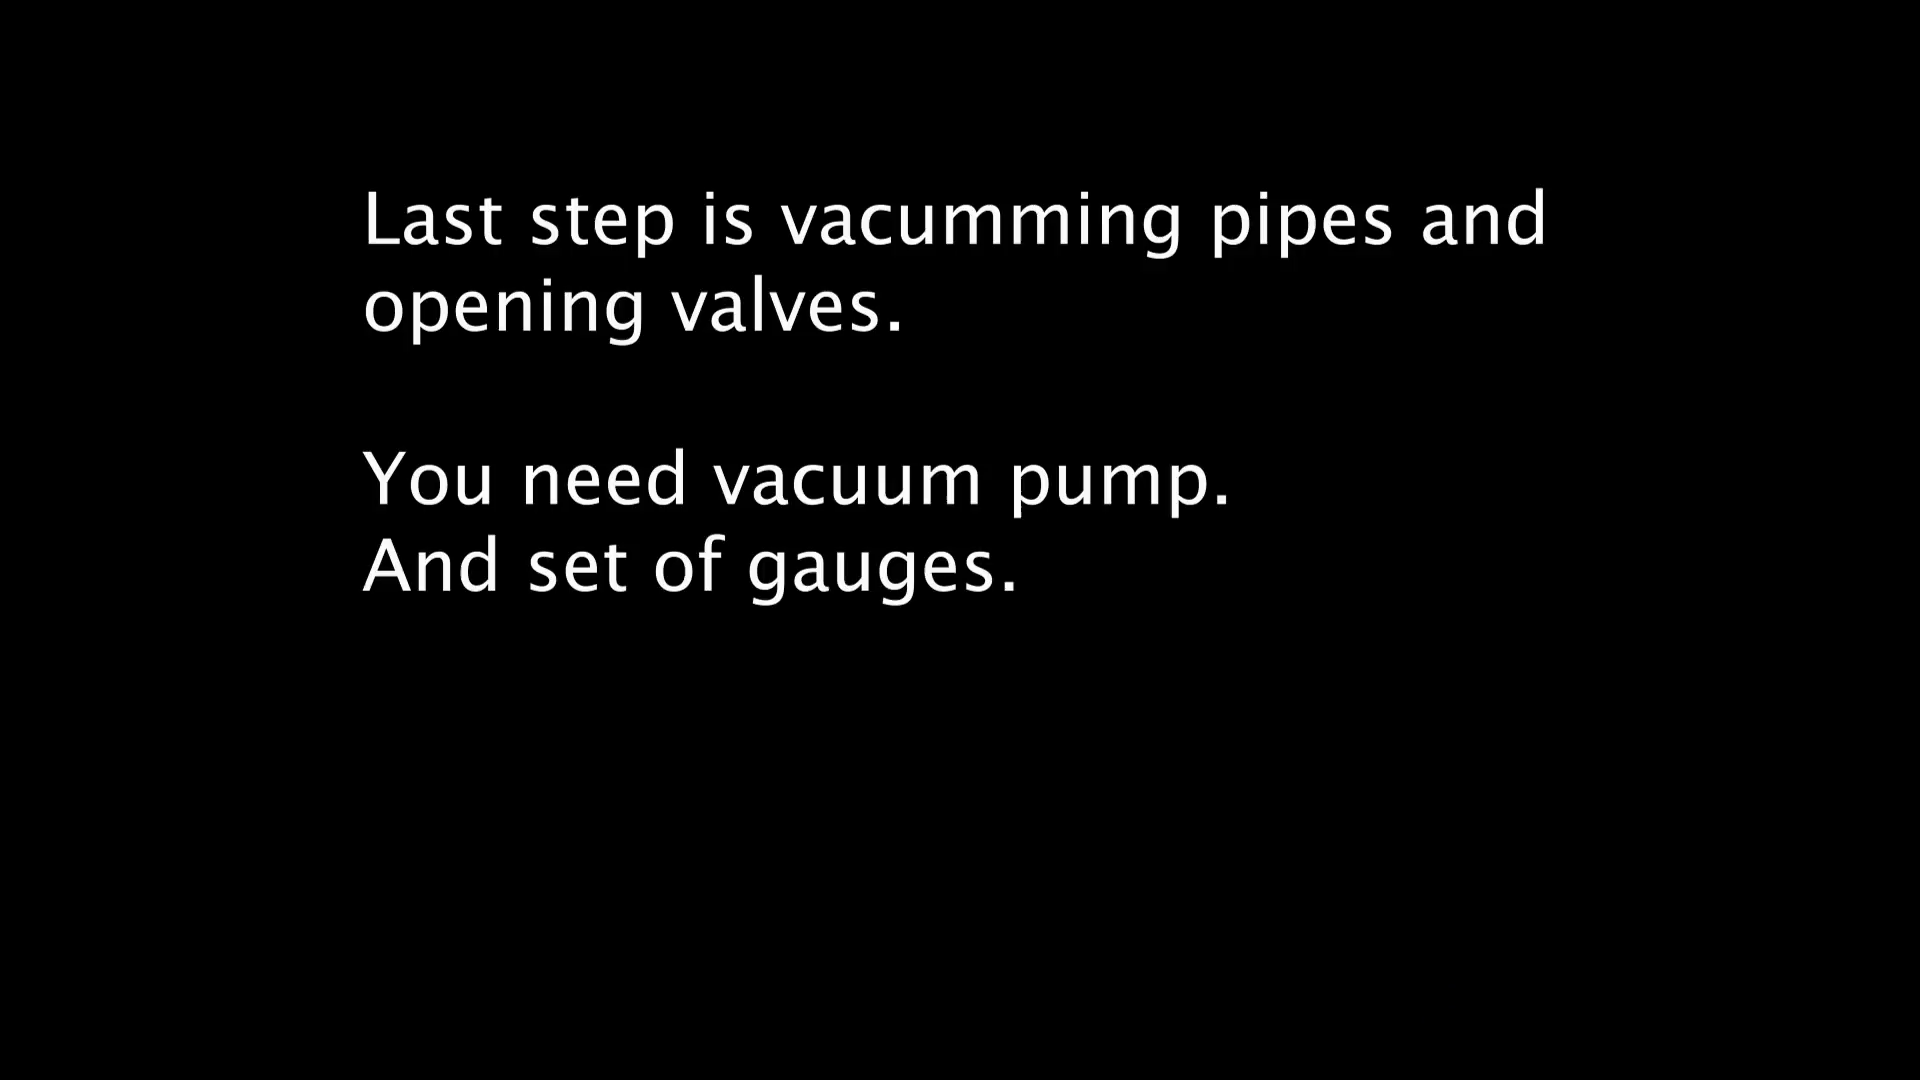 Last step is vacumming pipes and
opening valves.
You need vacuum pump.
And set of gauges.